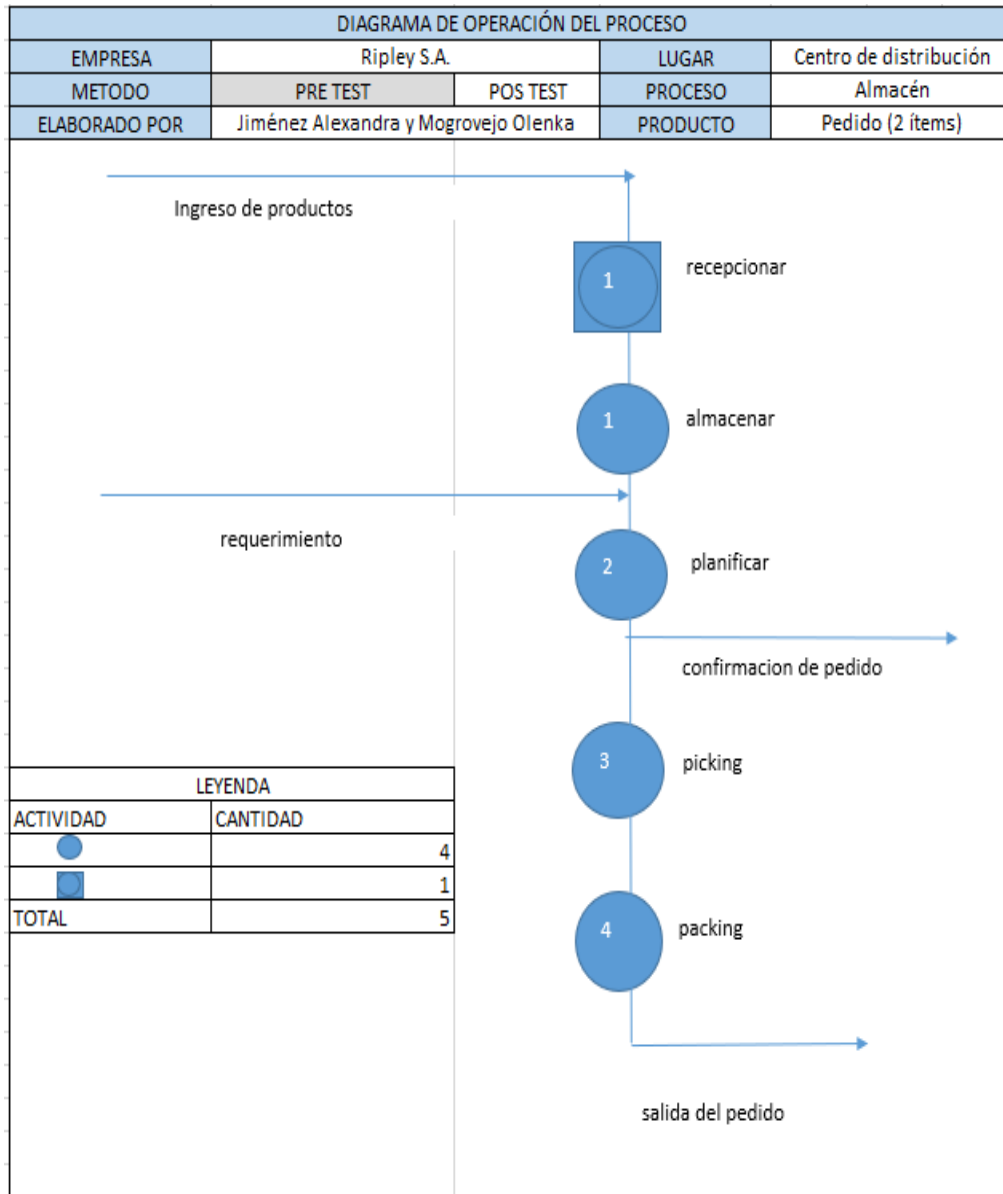 DIAGRAMA DE OPERACIÓN DEL PROCESO
EMPRESA Ripley S.A. LUGAR Centro de distribución
METODO PRE TEST POS TEST PROCESO Almacén
ELABORADO POR Jiménez Alexandra y Mogrovejo Olenka PRODUCTO Pedido (2 ítems)
Ingreso de productos
1 recepcionar
1 almacenar
requerimiento
2 planificar
confirmacion de pedido
3 picking
LEYENDA
ACTIVIDAD CANTIDAD
4
1
TOTAL 5
4 packing
salida del pedido